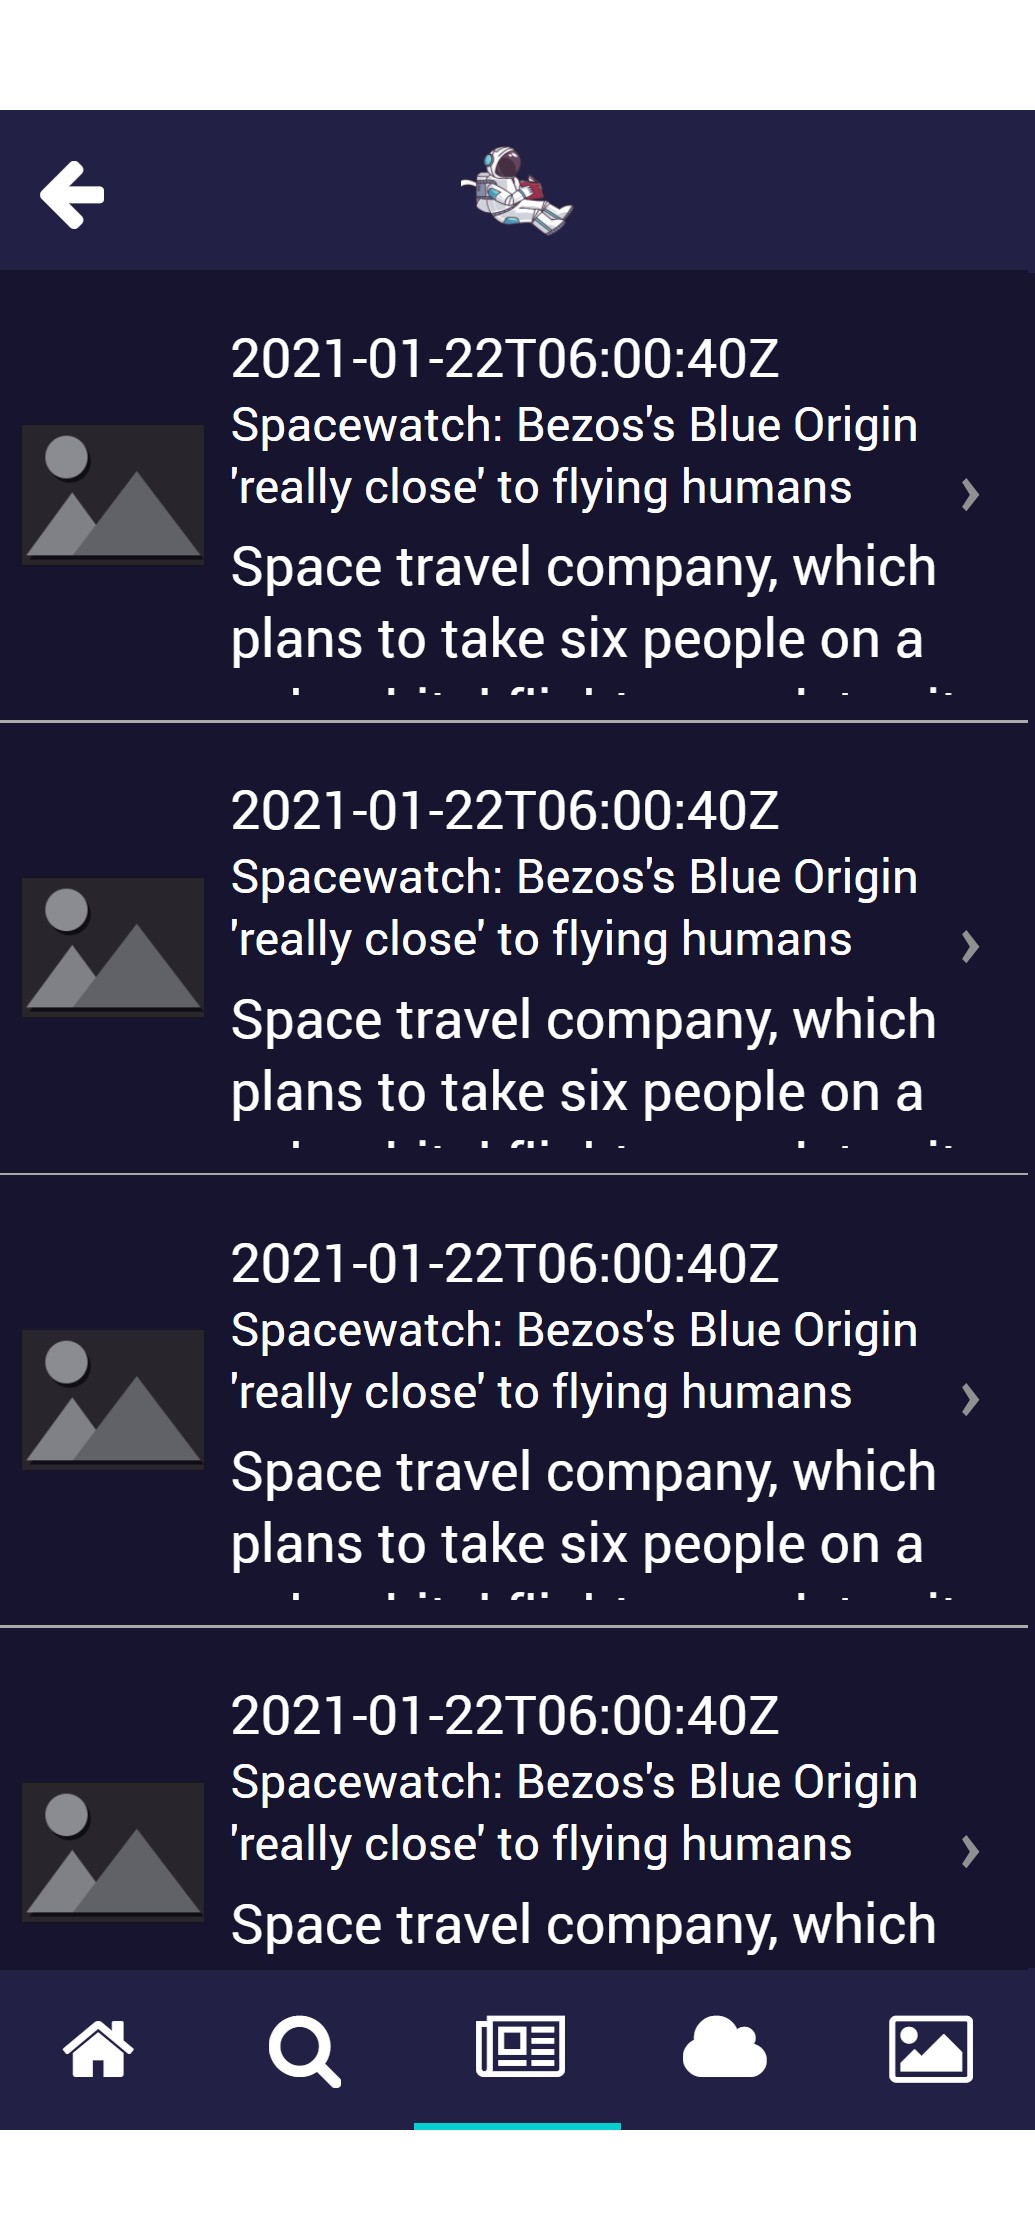 2021-01-22T06:00:40Z
Spacewatch: Bezos's Blue Origin
'really close' to flying humans
Space travel company, which
plans to take six people on a
2021-01-22T06:00:40Z
Spacewatch: Bezos's Blue Origin
'really close' to flying humans
Space travel company, which
plans to take six people on a
2021-01-22T06:00:40Z
Spacewatch: Bezos's Blue Origin
'really close' to flying humans
Space travel company, which
plans to take six people on a
2021-01-22T06:00:40Z
Spacewatch: Bezos's Blue Origin
'really close' to flying humans
Space travel company, which